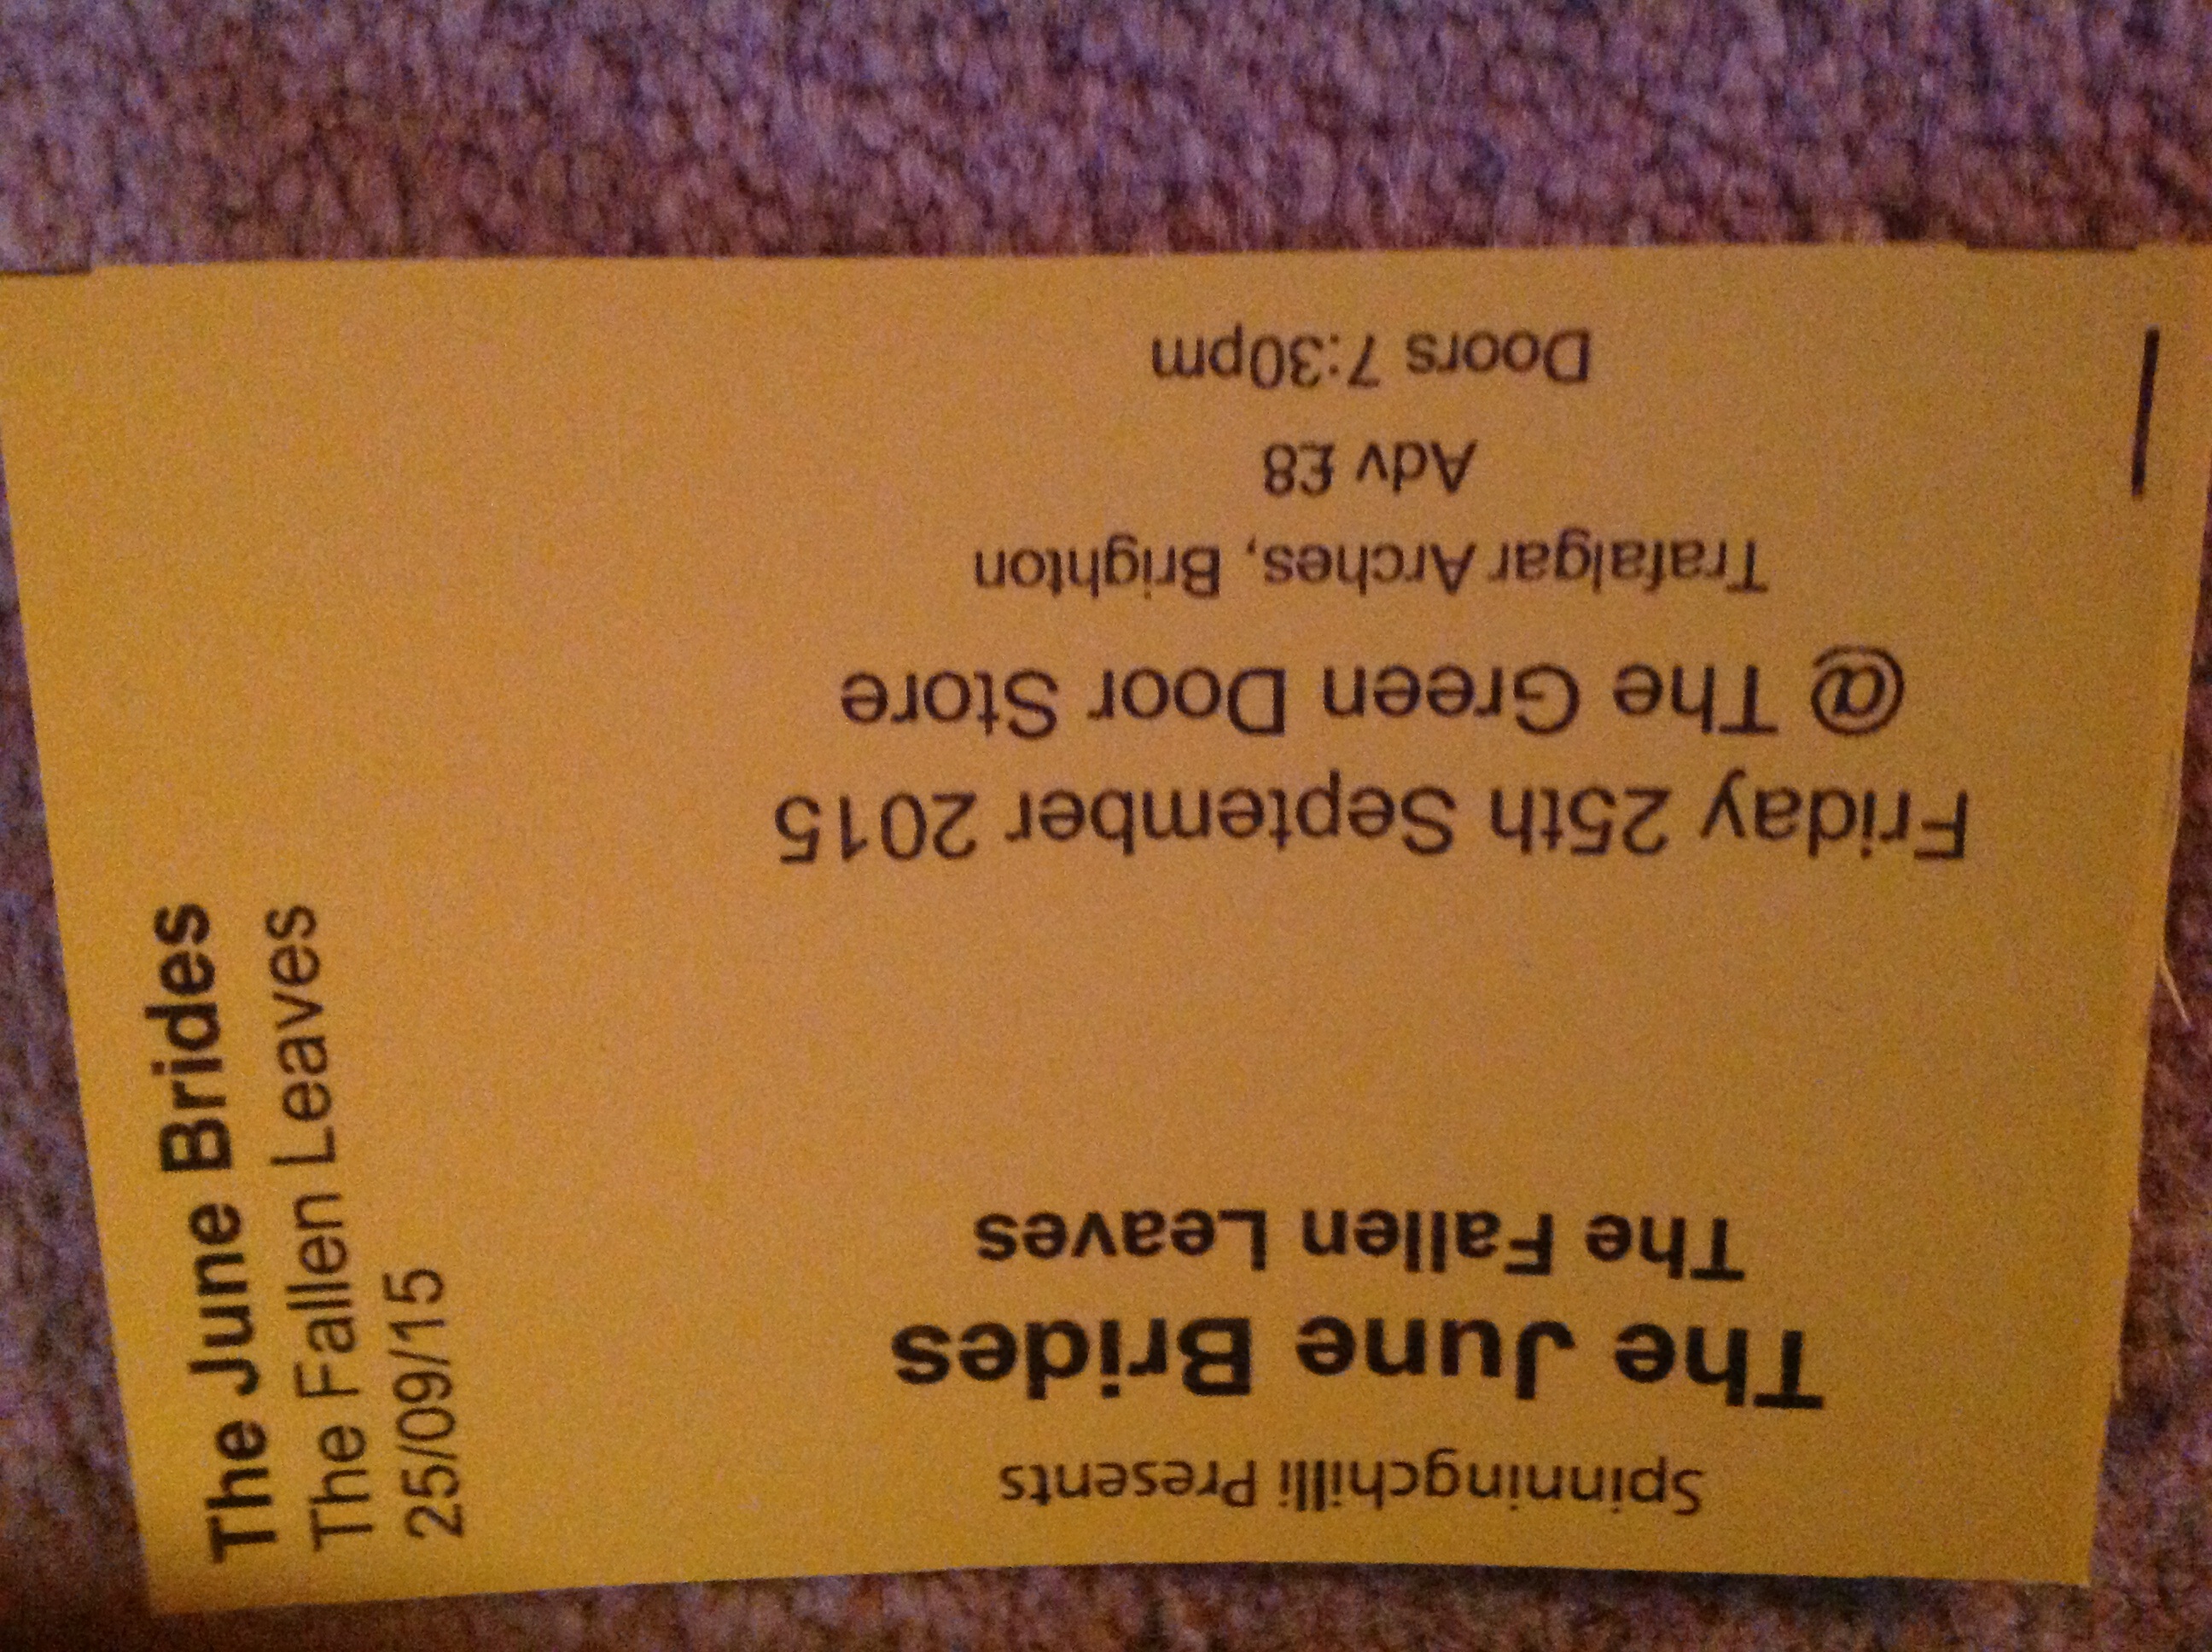 Spinningchilli Presents
The June Brides
The Fallen Leaves
Friday 25th September 2015
@ The Green Door Store
Trafalgar Arches, Brighton
Adv £8
Doors 7:30pm
The June Brides
The Fallen Leaves
25/09/15